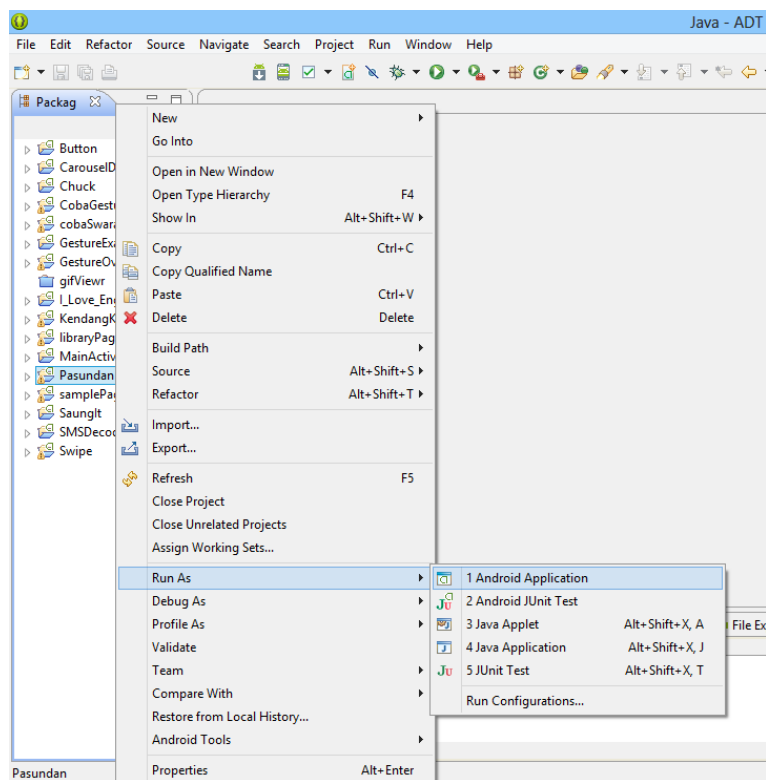 Java - ADT
File Edit Refactor Source Navigate Search Project Run Window Help
Packag
Button
CarouselD
Chuck
CobaGestu
cobaSwara
GestureExa
GestureOv
gifViewr
I_Love_Eng
KendangK
libraryPag
MainActiv
Pasundan
samplePag
SaungIt
SMSDecod
Swipe
New
Go Into
Open in New Window
Open Type Hierarchy F4
Show In Alt+Shift+W
Copy Ctrl+C
Copy Qualified Name
Paste Ctrl+V
Delete Delete
Build Path
Source Alt+Shift+S
Refactor Alt+Shift+T
Import...
Export...
Refresh F5
Close Project
Close Unrelated Projects
Assign Working Sets...
Run As
Debug As
Profile As
Validate
Team
Compare With
Restore from Local History...
Android Tools
Properties Alt+Enter
1 Android Application
2 Android JUnit Test
3 Java Applet Alt+Shift+X, A
4 Java Application Alt+Shift+X, J
5 JUnit Test Alt+Shift+X, T
Run Configurations...
File Ex
Pasundan